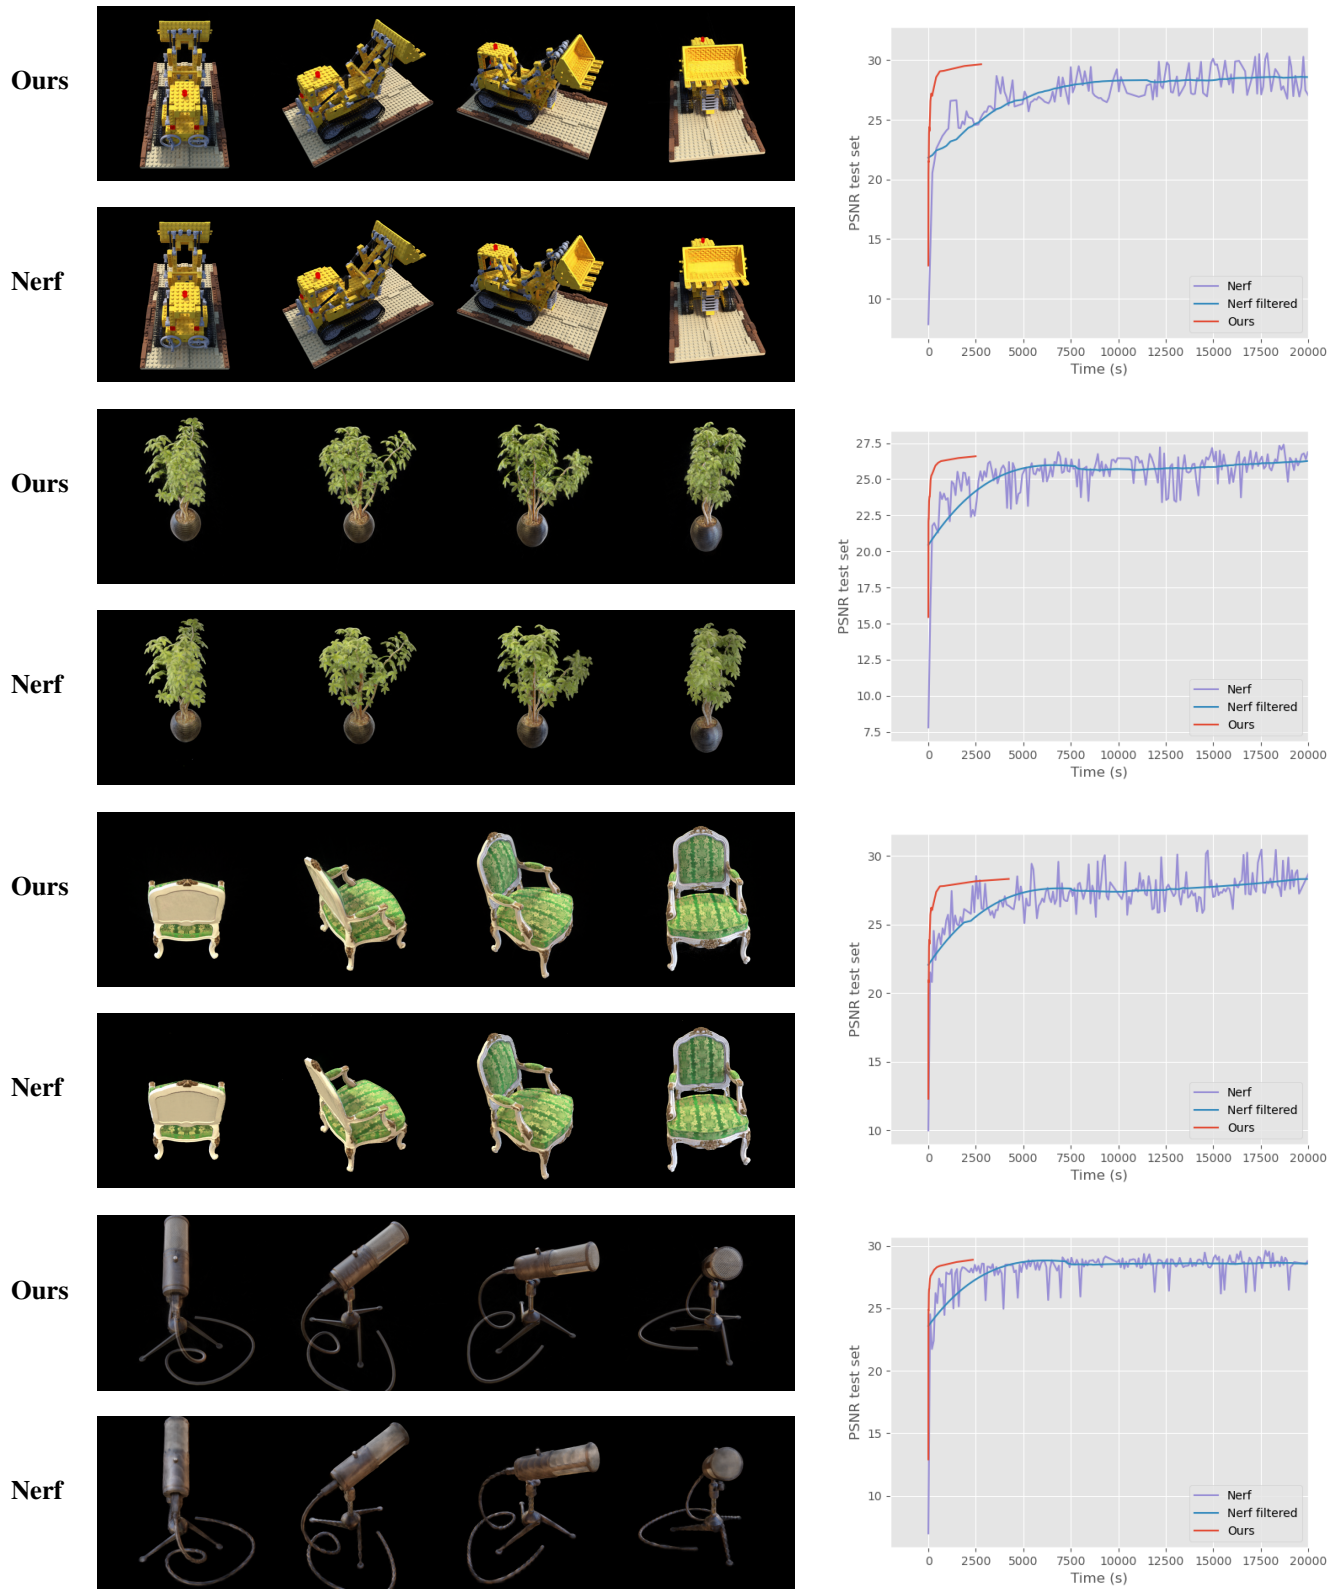 Ours
Nerf
30
25
20
15
10
PSNR test set
Nerf
Nerf filtered
Ours
0 2500 5000 7500 10000 12500 15000 17500 20000
Time (s)
Ours
Nerf
27.5
25.0
22.5
20.0
17.5
15.0
12.5
10.0
7.5
PSNR test set
Nerf
Nerf filtered
Ours
0 2500 5000 7500 10000 12500 15000 17500 20000
Time (s)
Ours
Nerf
30
25
20
15
10
PSNR test set
Nerf
Nerf filtered
Ours
0 2500 5000 7500 10000 12500 15000 17500 20000
Time (s)
Ours
Nerf
30
25
20
15
10
PSNR test set
Nerf
Nerf filtered
Ours
0 2500 5000 7500 10000 12500 15000 17500 20000
Time (s)